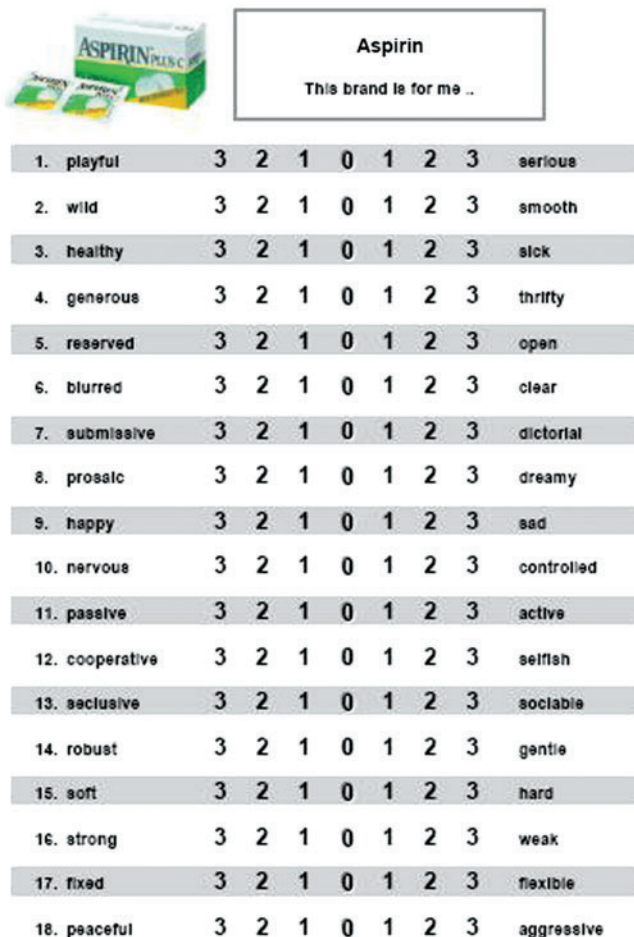 ASPIRIN PLUS C
Aspirin
This brand is for me ..
1. playful 3 2 1 0 1 2 3 serious
2. wild 3 2 1 0 1 2 3 smooth
3. healthy 3 2 1 0 1 2 3 sick
4. generous 3 2 1 0 1 2 3 thrifty
5. reserved 3 2 1 0 1 2 3 open
6. blurred 3 2 1 0 1 2 3 clear
7. submissive 3 2 1 0 1 2 3 dictorial
8. prosaic 3 2 1 0 1 2 3 dreamy
9. happy 3 2 1 0 1 2 3 sad
10. nervous 3 2 1 0 1 2 3 controlled
11. passive 3 2 1 0 1 2 3 active
12. cooperative 3 2 1 0 1 2 3 selfish
13. seclusive 3 2 1 0 1 2 3 sociable
14. robust 3 2 1 0 1 2 3 gentle
15. soft 3 2 1 0 1 2 3 hard
16. strong 3 2 1 0 1 2 3 weak
17. fixed 3 2 1 0 1 2 3 flexible
18. peaceful 3 2 1 0 1 2 3 aggressive